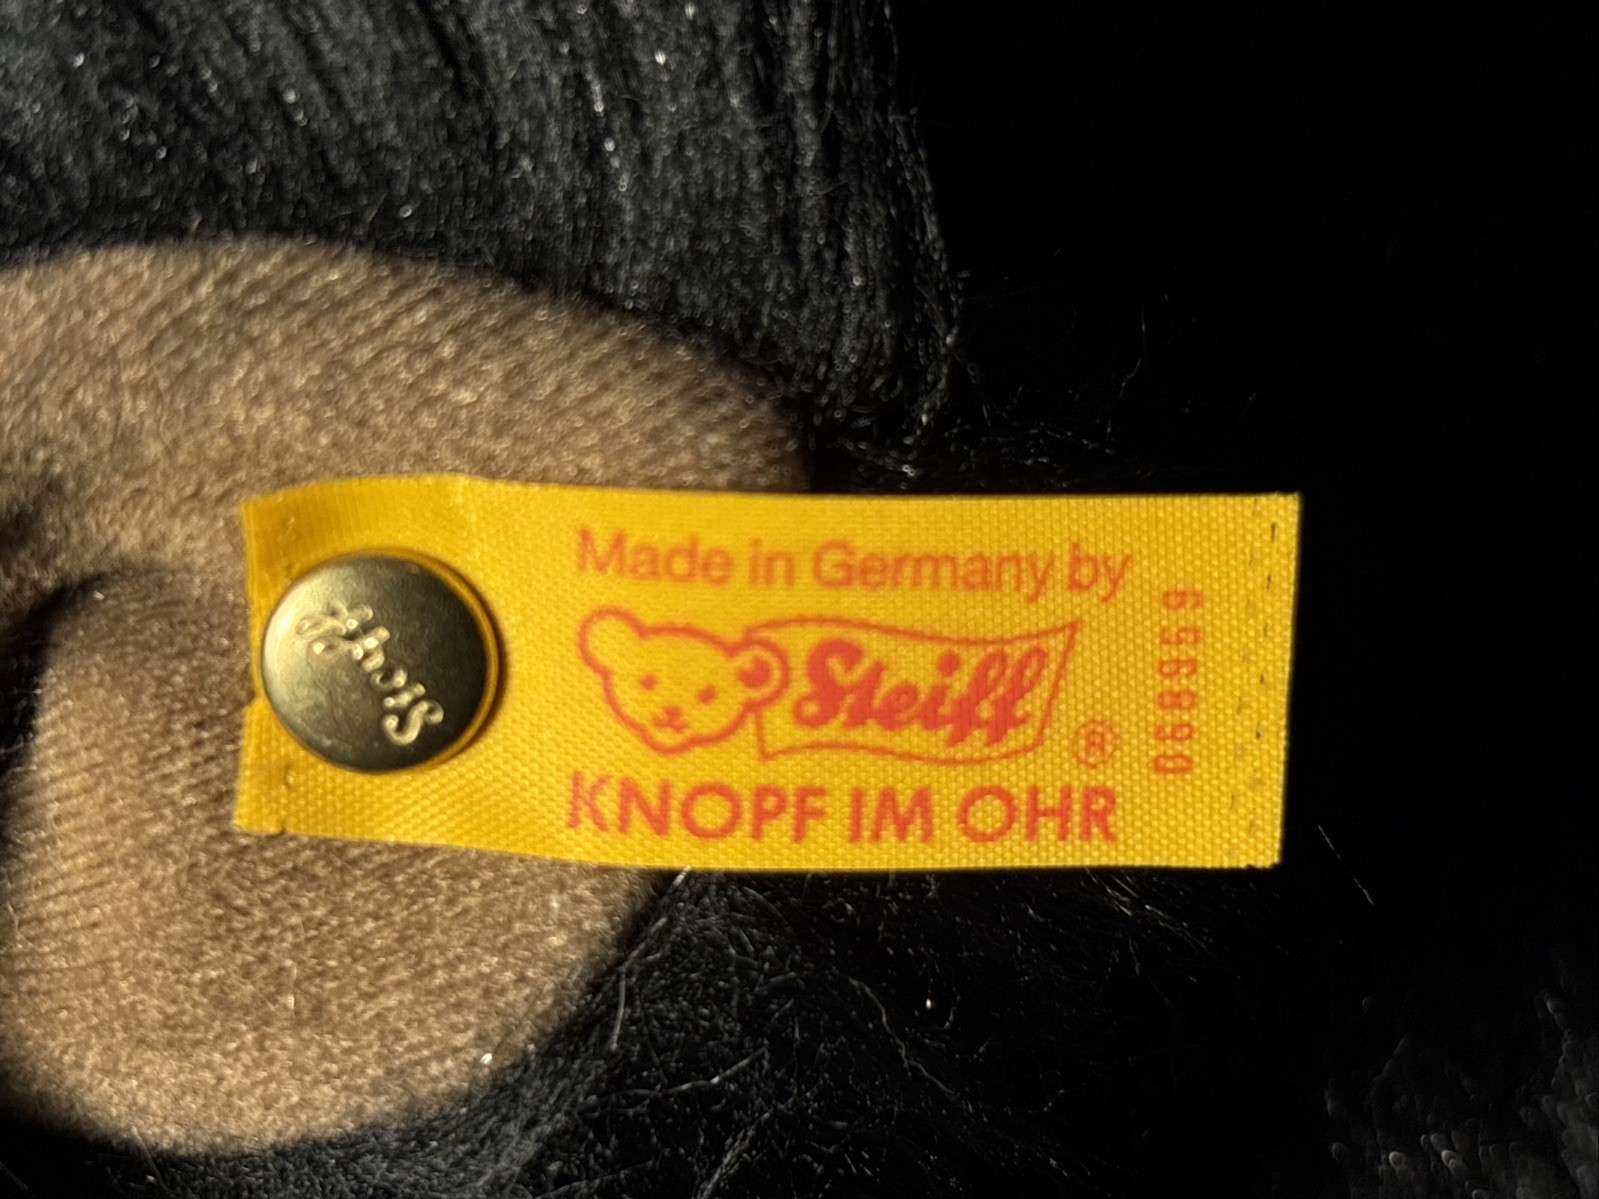 Steiff
Made in Germany by
Steiff ®
KNOPF IM OHR
068959